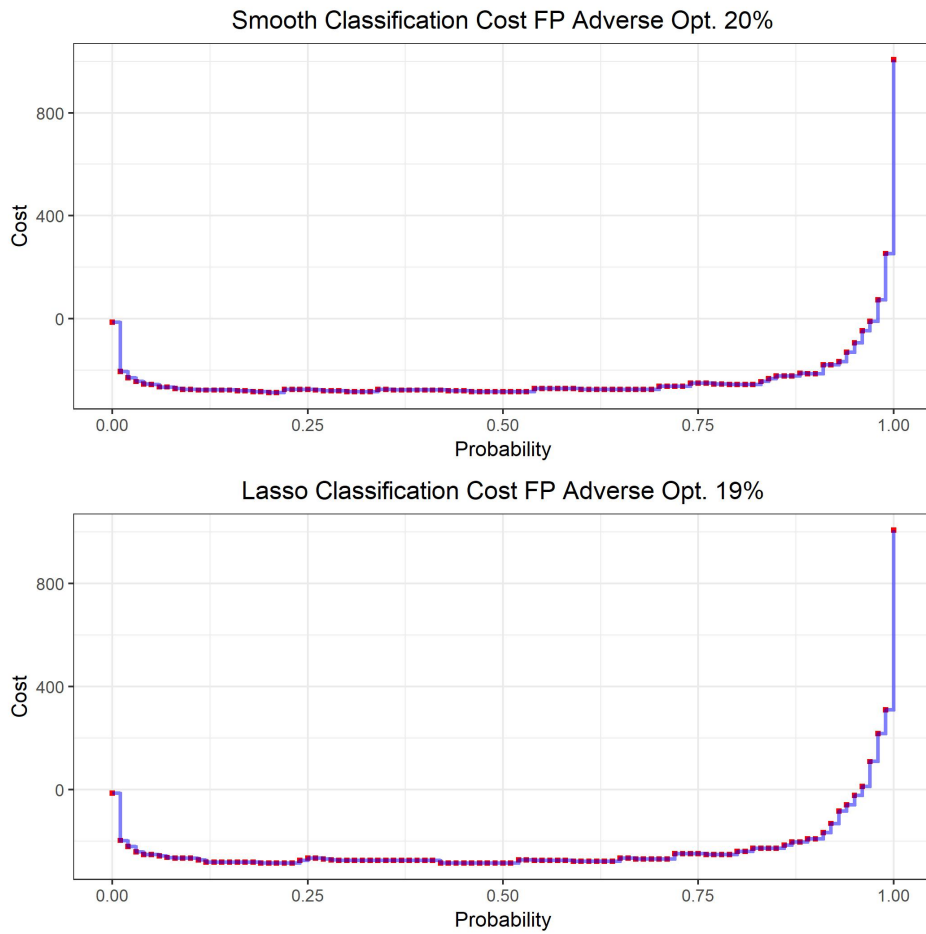 Smooth Classification Cost FP Adverse Opt. 20%
800
400
0
Cost
0.00 0.25 0.50 0.75 1.00
Probability
Lasso Classification Cost FP Adverse Opt. 19%
800
400
0
Cost
0.00 0.25 0.50 0.75 1.00
Probability